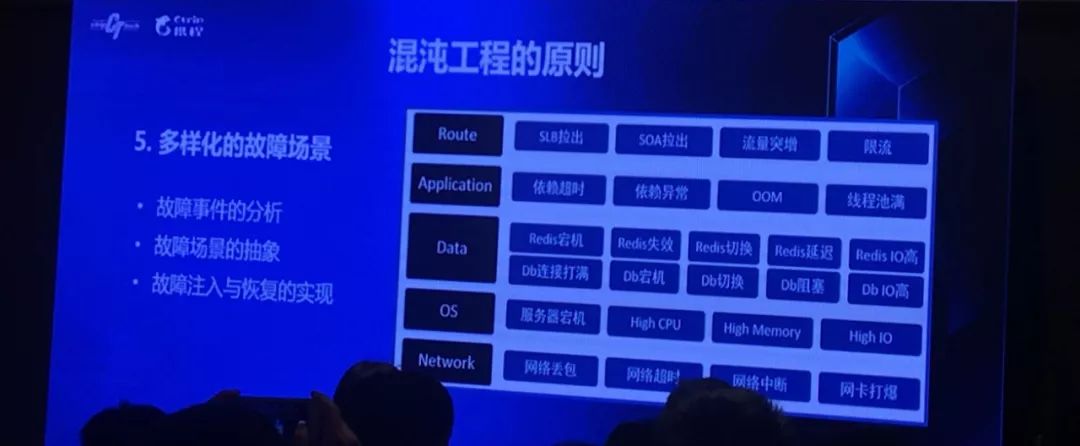 携程
混沌工程的原则
5. 多样化的故障场景
• 故障事件的分析
• 故障场景的抽象
• 故障注入与恢复的实现
Route SLB拉出 SOA拉出 流量突增 限流
Application 依赖超时 依赖异常 OOM 线程池满
Data
Redis宕机 Redis失效 Redis切换 Redis延迟 Redis IO高
Db连接打满 Db宕机 Db切换 Db阻塞 Db IO高
OS 服务器宕机 High CPU High Memory High IO
Network 网络丢包 网络超时 网络中断 网卡打爆